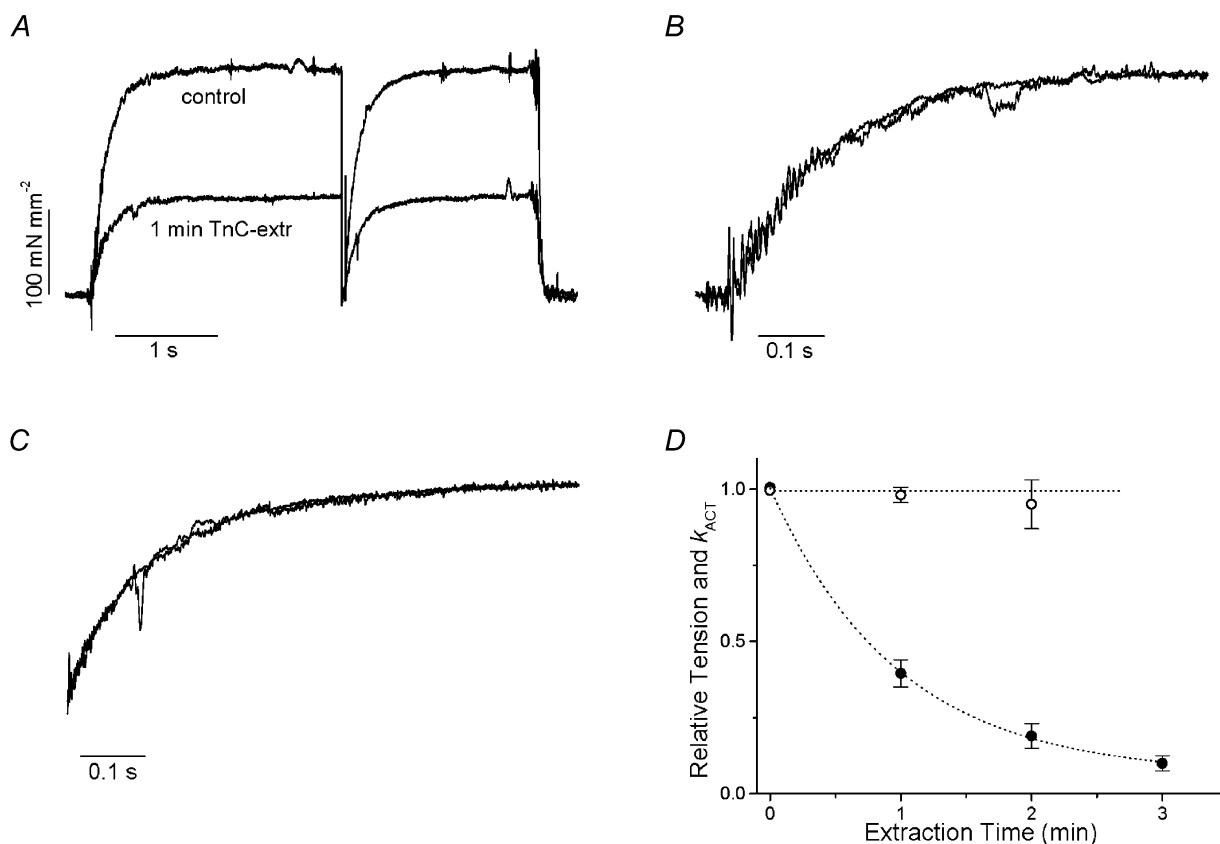 A
control
1 min TnC-extr
100 mN mm⁻²
1 s
B
0.1 s
C
0.1 s
D
Relative Tension and kACT
1.0
0.5
0.0
0 1 2 3
Extraction Time (min)